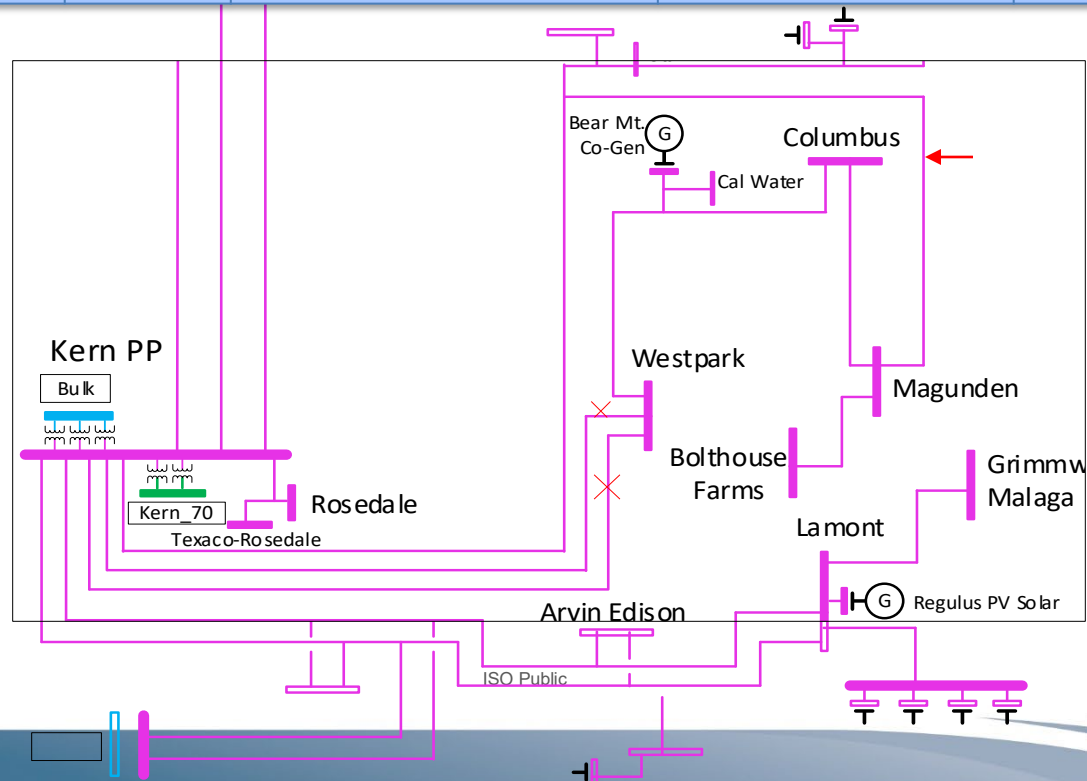 Bear Mt.
Co-Gen
G
Columbus
Cal Water
Kern PP
Bulk
Westpark
Magunden
Bolthouse
Farms
Grimmw
Malaga
Rosedale
Kern_70
Texaco-Rosedale
Lamont
G
Regulus PV Solar
Arvin Edison
ISO Public